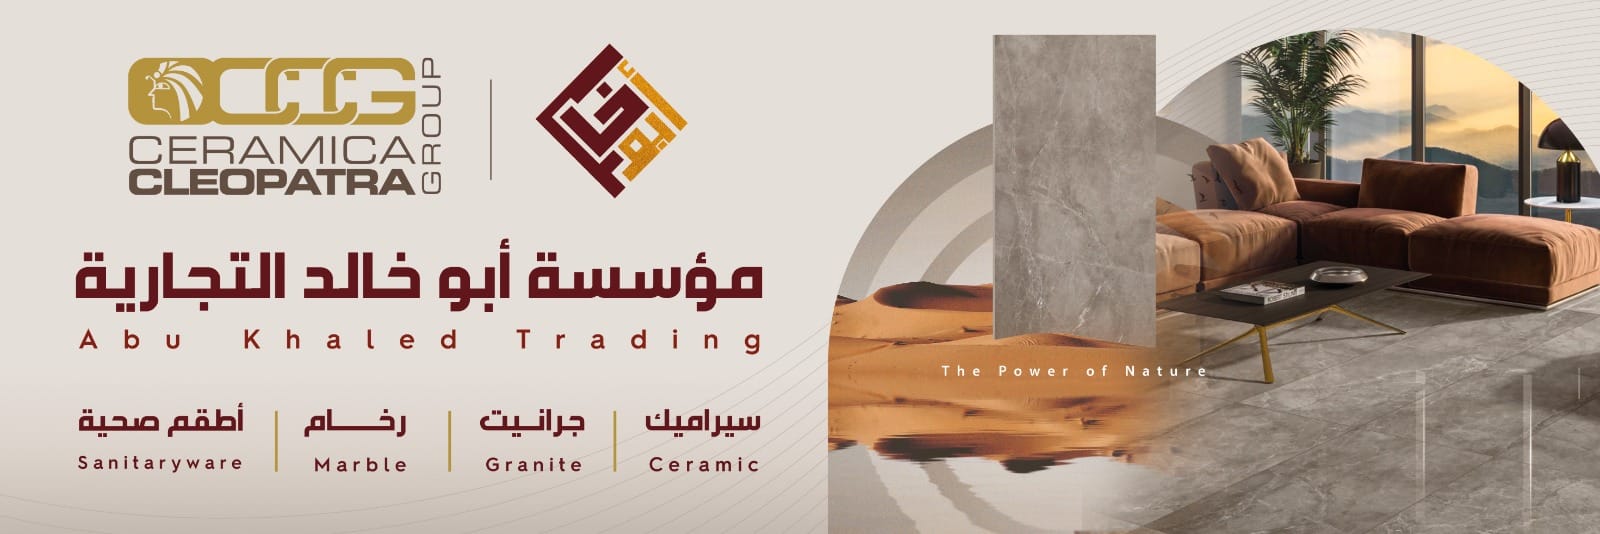 CCG
CERAMICA
CLEOPATRA
GROUP
أبو خالد
مؤسسة أبو خالد التجارية
Abu Khaled Trading
سيراميك
Ceramic
جرانيت
Granite
رخام
Marble
أطقم صحية
Sanitaryware
The Power of Nature